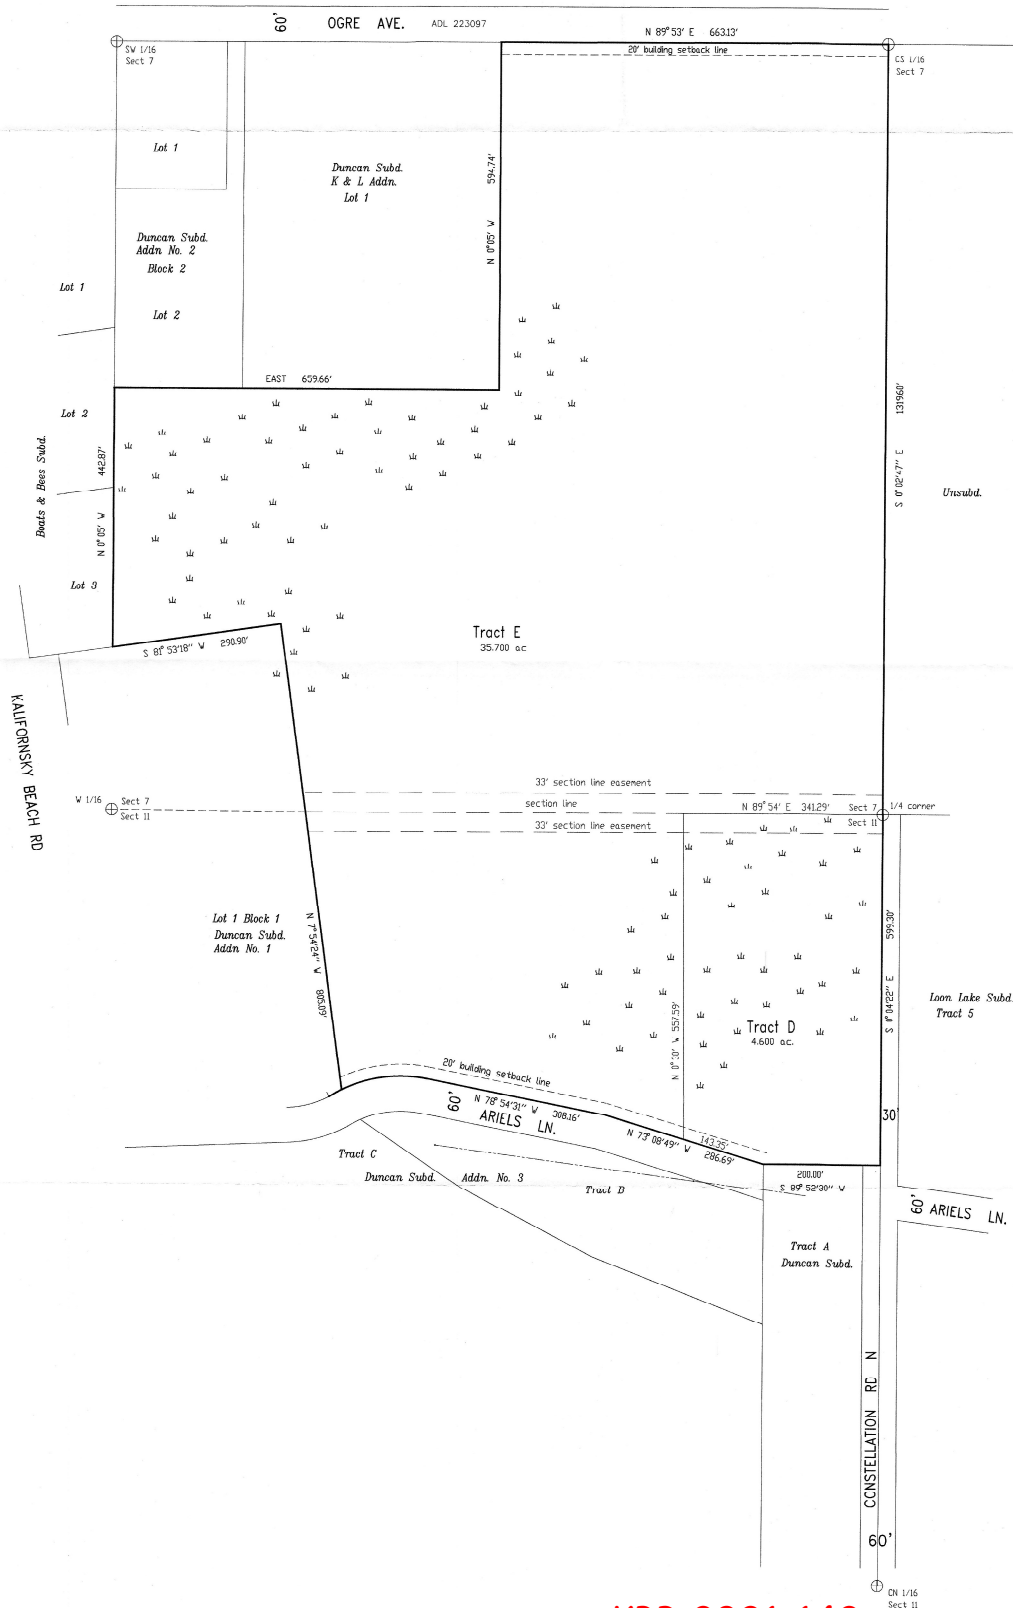 60' OGRE AVE. ADL 223097
N 89° 53' E 663.13'
20' building setback line
SW 1/16
Sect 7
CS 1/16
Sect 7
Lot 1
Duncan Subd.
K & L Addn.
Lot 1
N 0°05' W 594.74'
Duncan Subd.
Addn No. 2
Block 2
Lot 1
Lot 2
EAST 659.66'
Lot 2
Boats & Bees Subd.
N 0°05' W 442.87'
S 0°02'47" E 1319.60'
Unsubd.
Lot 3
Tract E
35.700 ac
S 81° 53'18" W 290.90'
KALIFORNSKY BEACH RD
33' section line easement
W 1/16 Sect 7
Sect 11
section line
N 89° 54' E 341.29' Sect 7 1/4 corner
Sect 11
33' section line easement
Lot 1 Block 1
Duncan Subd.
Addn No. 1
N 7° 54'24" W 805.09'
S 0°04'22" E 599.30'
Loon Lake Subd.
Tract 5
Tract D
4.600 ac.
W 557.59'
20' building setback line
60' N 78° 54'31" W 308.16'
ARIELS LN.
30'
N 73° 08'49" W 143.35'
286.69'
Tract C
Duncan Subd. Addn. No. 3
200.00'
S 89° 52'30" W
60' ARIELS LN.
Tract A
Duncan Subd.
CONSTELLATION RD N
60'
CN 1/16
Sect 11